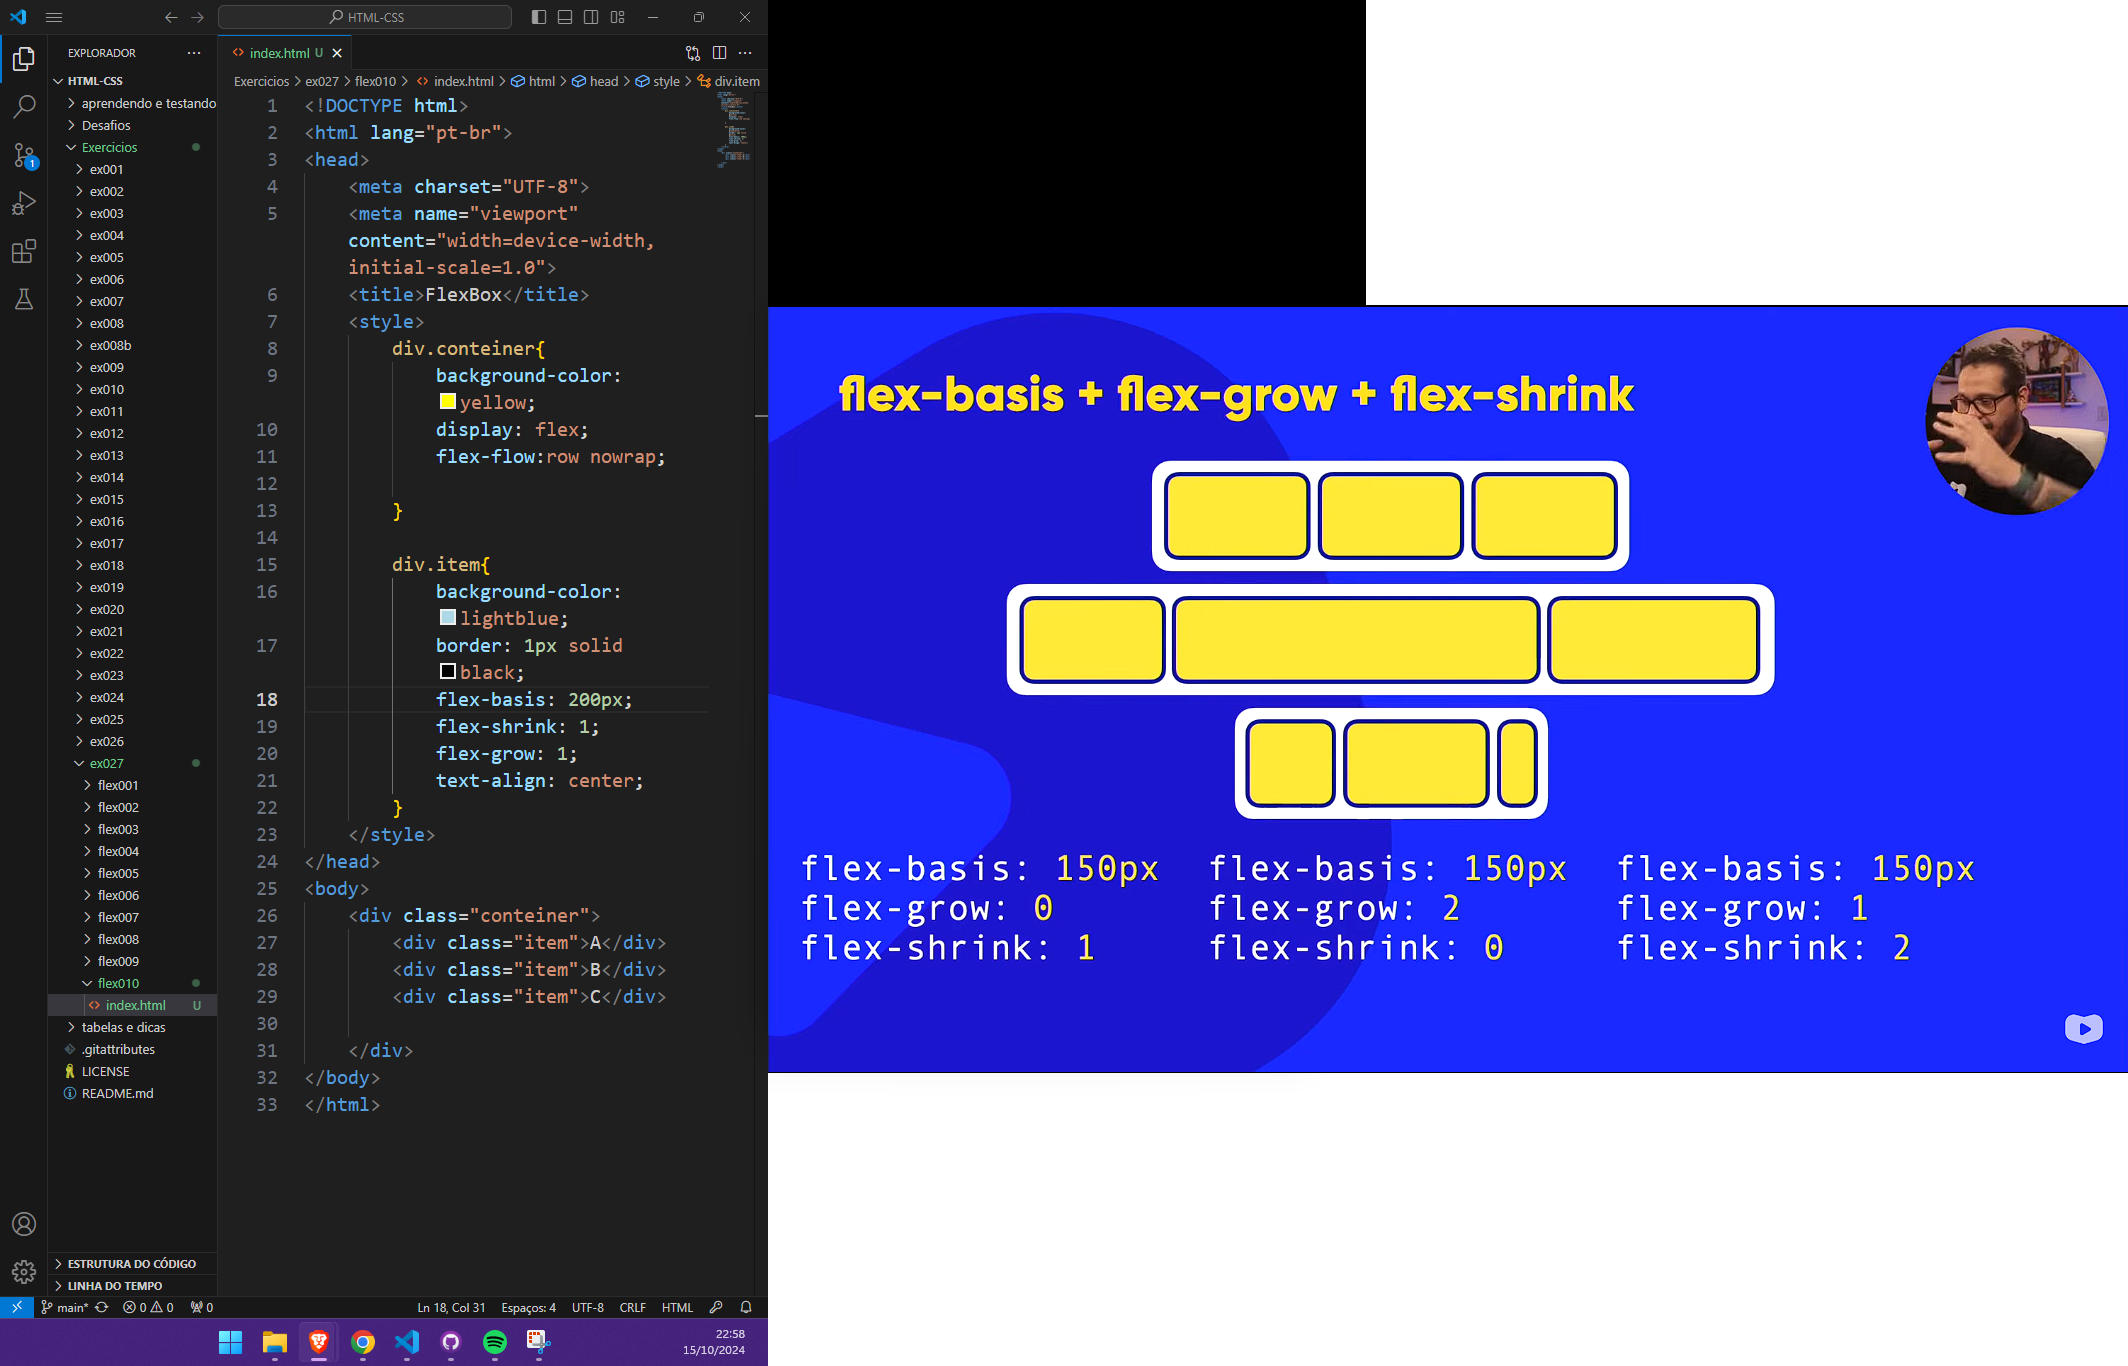 HTML-CSS
EXPLORADOR
HTML-CSS
aprendendo e testando
Desafios
Exercicios
ex001
ex002
ex003
ex004
ex005
ex006
ex007
ex008
ex008b
ex009
ex010
ex011
ex012
ex013
ex014
ex015
ex016
ex017
ex018
ex019
ex020
ex021
ex022
ex023
ex024
ex025
ex026
ex027
flex001
flex002
flex003
flex004
flex005
flex006
flex007
flex008
flex009
flex010
index.html U
tabelas e dicas
.gitattributes
LICENSE
README.md
ESTRUTURA DO CÓDIGO
LINHA DO TEMPO
1
index.html U
Exercicios > ex027 > flex010 > index.html > html > head > style > div.item
1 <!DOCTYPE html>
2 <html lang="pt-br">
3 <head>
4 <meta charset="UTF-8">
5 <meta name="viewport"
content="width=device-width,
initial-scale=1.0">
6 <title>FlexBox</title>
7 <style>
8 div.conteiner{
9 background-color:
yellow;
10 display: flex;
11 flex-flow:row nowrap;
12
13 }
14
15 div.item{
16 background-color:
lightblue;
17 border: 1px solid
black;
18 flex-basis: 200px;
19 flex-shrink: 1;
20 flex-grow: 1;
21 text-align: center;
22 }
23 </style>
24 </head>
25 <body>
26 <div class="conteiner">
27 <div class="item">A</div>
28 <div class="item">B</div>
29 <div class="item">C</div>
30
31 </div>
32 </body>
33 </html>
main* 0 0 0 Ln 18, Col 31 Espaços: 4 UTF-8 CRLF HTML
22:58
15/10/2024
flex-basis + flex-grow + flex-shrink
flex-basis: 150px flex-basis: 150px flex-basis: 150px
flex-grow: 0 flex-grow: 2 flex-grow: 1
flex-shrink: 1 flex-shrink: 0 flex-shrink: 2